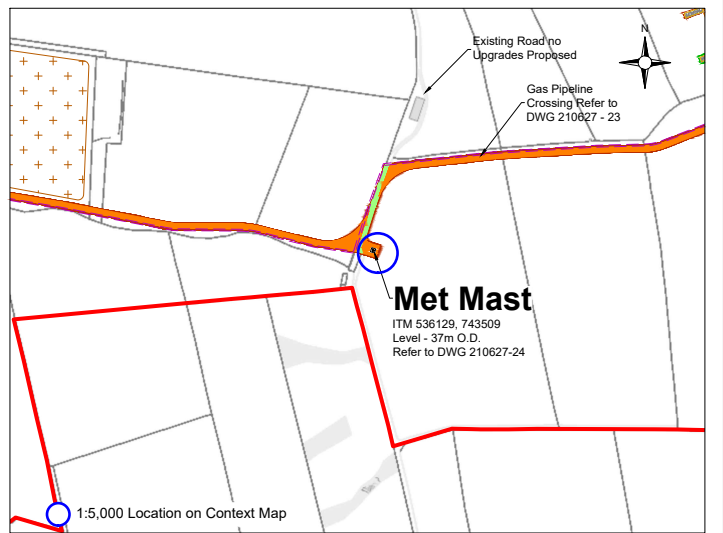 Existing Road no
Upgrades Proposed
N
Gas Pipeline
Crossing Refer to
DWG 210627 - 23
Met Mast
ITM 536129, 743509
Level - 37m O.D.
Refer to DWG 210627-24
1:5,000 Location on Context Map